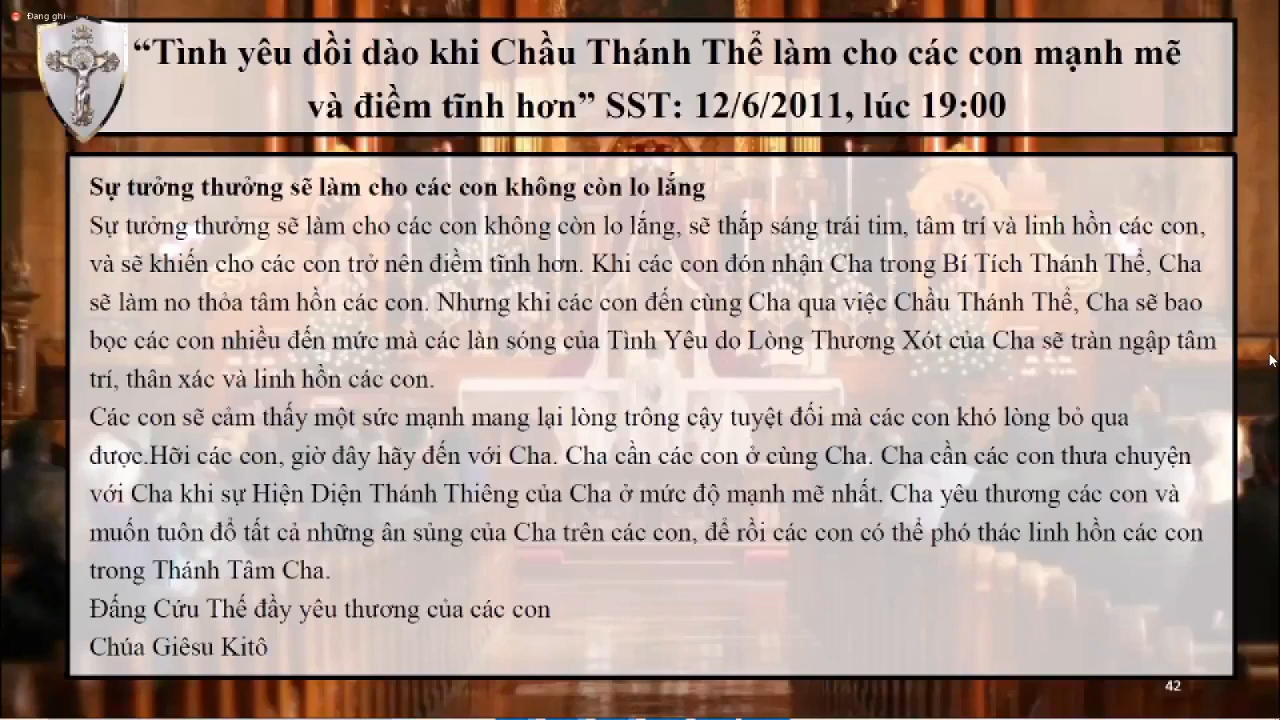 Đang ghi
“Tình yêu dồi dào khi Chầu Thánh Thể làm cho các con mạnh mẽ
và điềm tĩnh hơn” SST: 12/6/2011, lúc 19:00
Sự tưởng thưởng sẽ làm cho các con không còn lo lắng
Sự tưởng thưởng sẽ làm cho các con không còn lo lắng, sẽ thắp sáng trái tim, tâm trí và linh hồn các con,
và sẽ khiến cho các con trở nên điềm tĩnh hơn. Khi các con đón nhận Cha trong Bí Tích Thánh Thể, Cha
sẽ làm no thỏa tâm hồn các con. Nhưng khi các con đến cùng Cha qua việc Chầu Thánh Thể, Cha sẽ bao
bọc các con nhiều đến mức mà các làn sóng của Tình Yêu do Lòng Thương Xót của Cha sẽ tràn ngập tâm
trí, thân xác và linh hồn các con.
Các con sẽ cảm thấy một sức mạnh mang lại lòng trông cậy tuyệt đối mà các con khó lòng bỏ qua
được.Hỡi các con, giờ đây hãy đến với Cha. Cha cần các con ở cùng Cha. Cha cần các con thưa chuyện
với Cha khi sự Hiện Diện Thánh Thiêng của Cha ở mức độ mạnh mẽ nhất. Cha yêu thương các con và
muốn tuôn đổ tất cả những ân sủng của Cha trên các con, để rồi các con có thể phó thác linh hồn các con
trong Thánh Tâm Cha.
Đấng Cứu Thế đầy yêu thương của các con
Chúa Giêsu Kitô
42